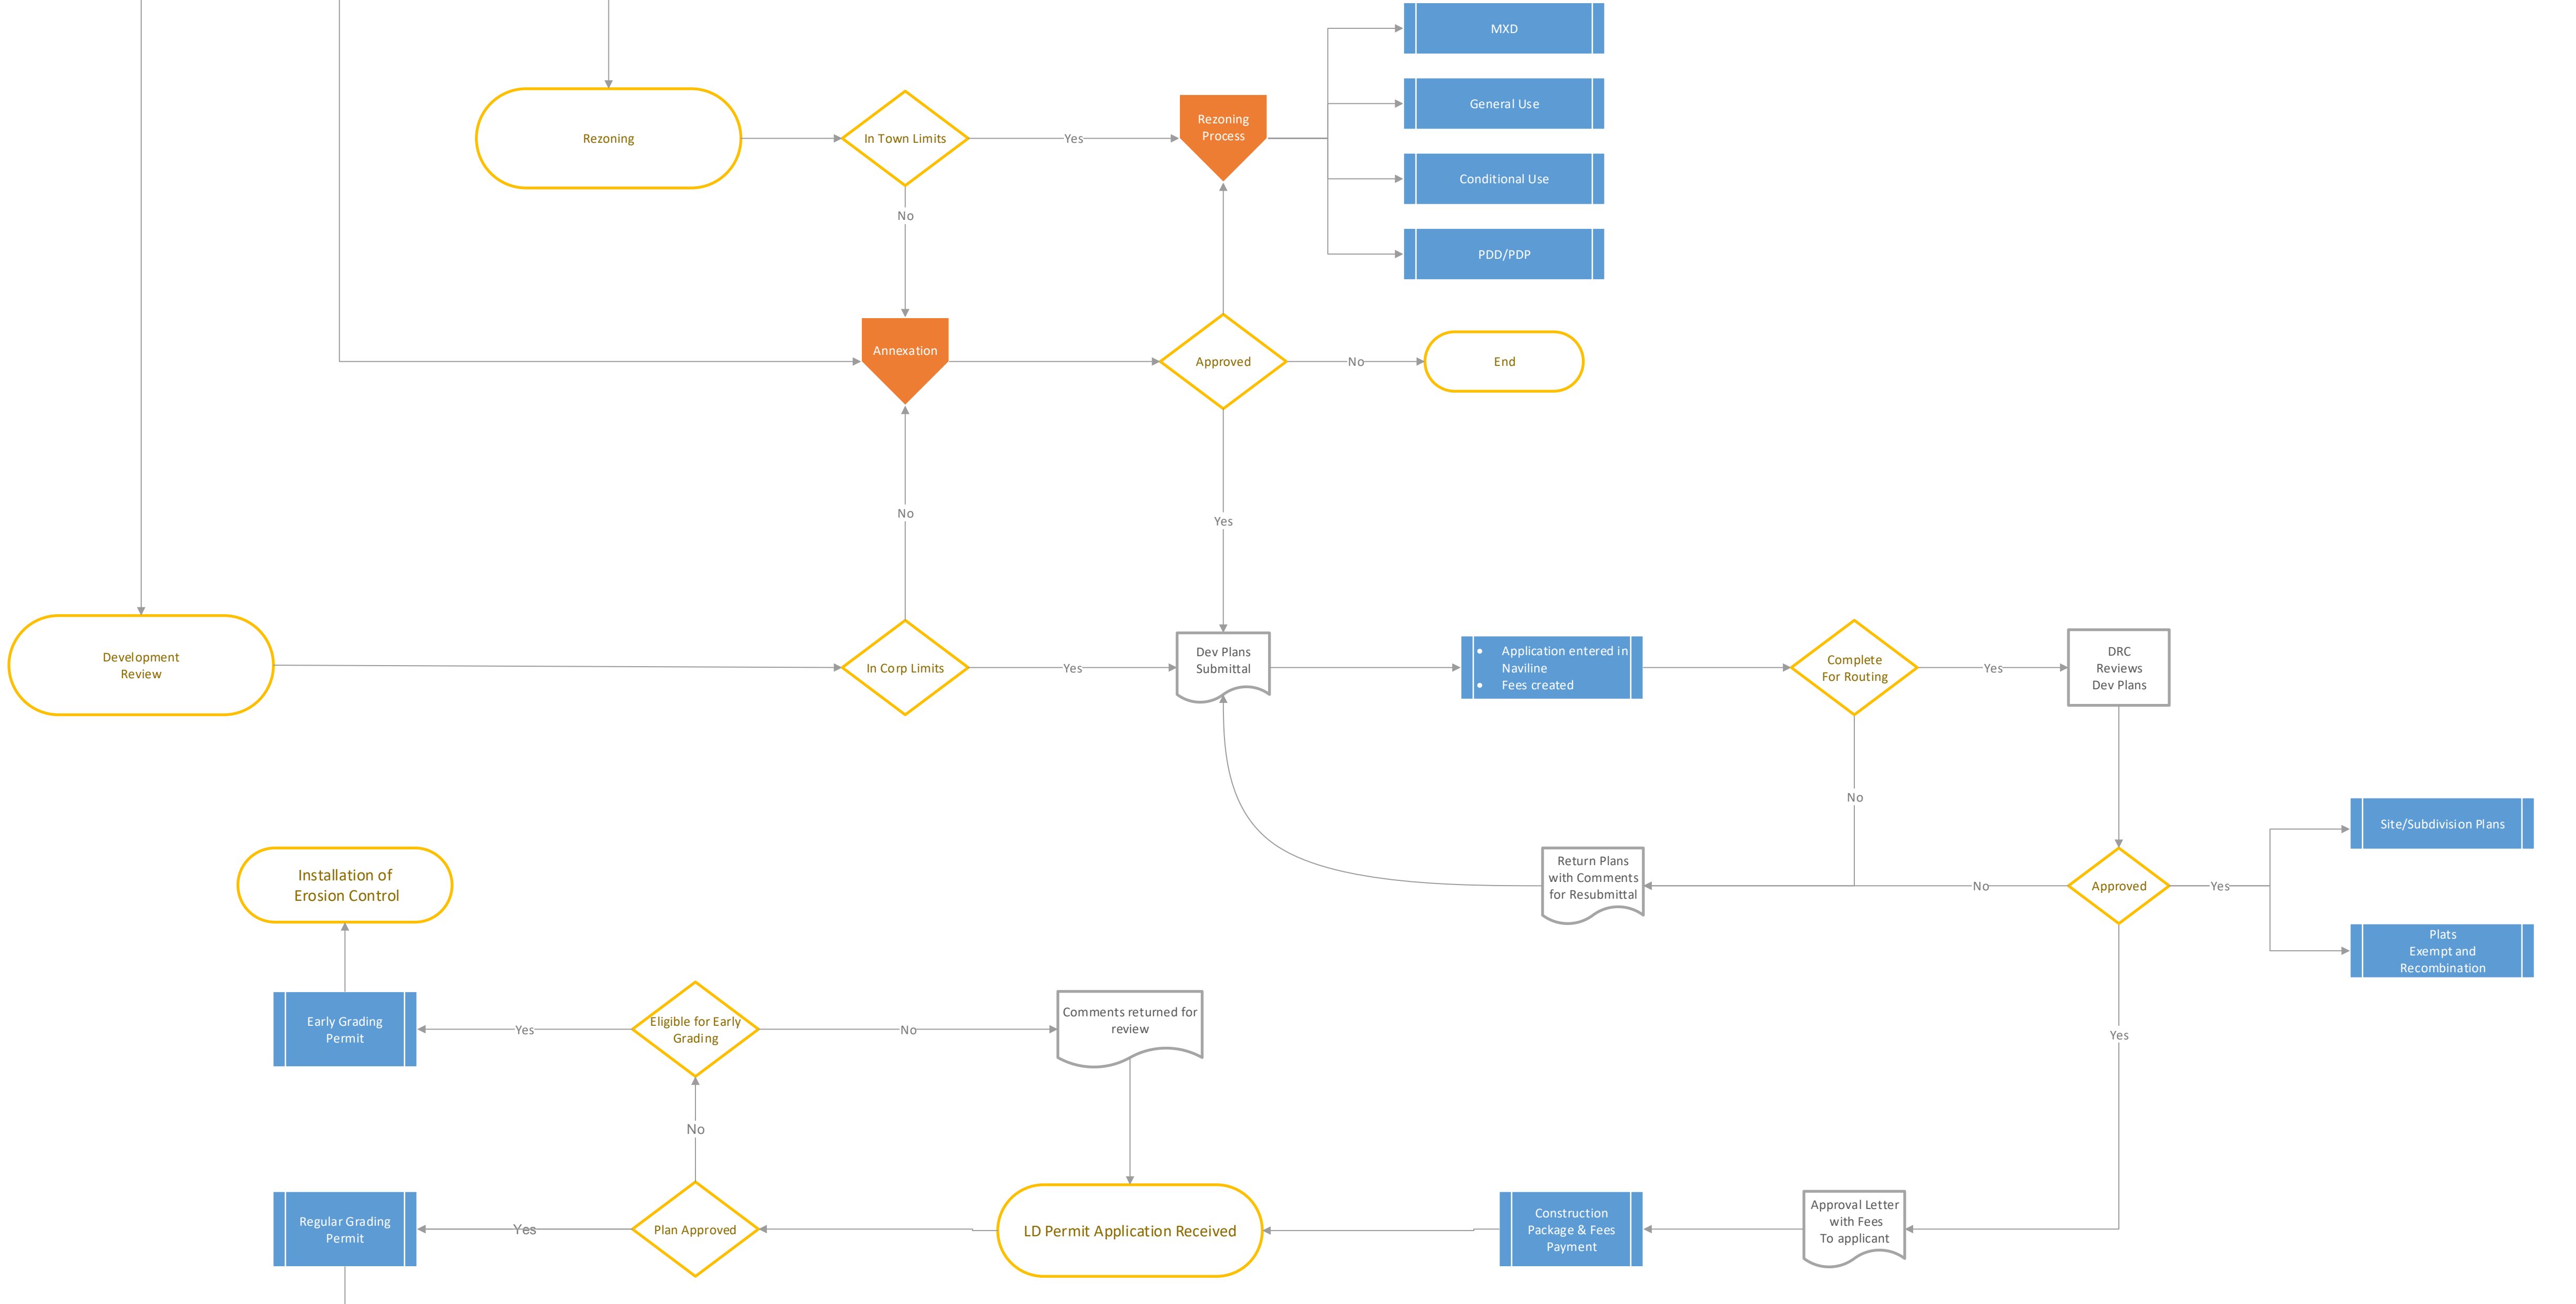 MXD
General Use
Conditional Use
PDD/PDP
Rezoning
In Town Limits
Yes
Rezoning
Process
No
Annexation
Approved
No
End
No
Yes
Development
Review
In Corp Limits
Yes
Dev Plans
Submittal
• Application entered in
Naviline
• Fees created
Complete
For Routing
Yes
DRC
Reviews
Dev Plans
No
Return Plans
with Comments
for Resubmittal
No
Approved
Yes
Site/Subdivision Plans
Plats
Exempt and
Recombination
Yes
Installation of
Erosion Control
Early Grading
Permit
Yes
Eligible for Early
Grading
No
Comments returned for
review
No
Regular Grading
Permit
Yes
Plan Approved
LD Permit Application Received
Construction
Package & Fees
Payment
Approval Letter
with Fees
To applicant